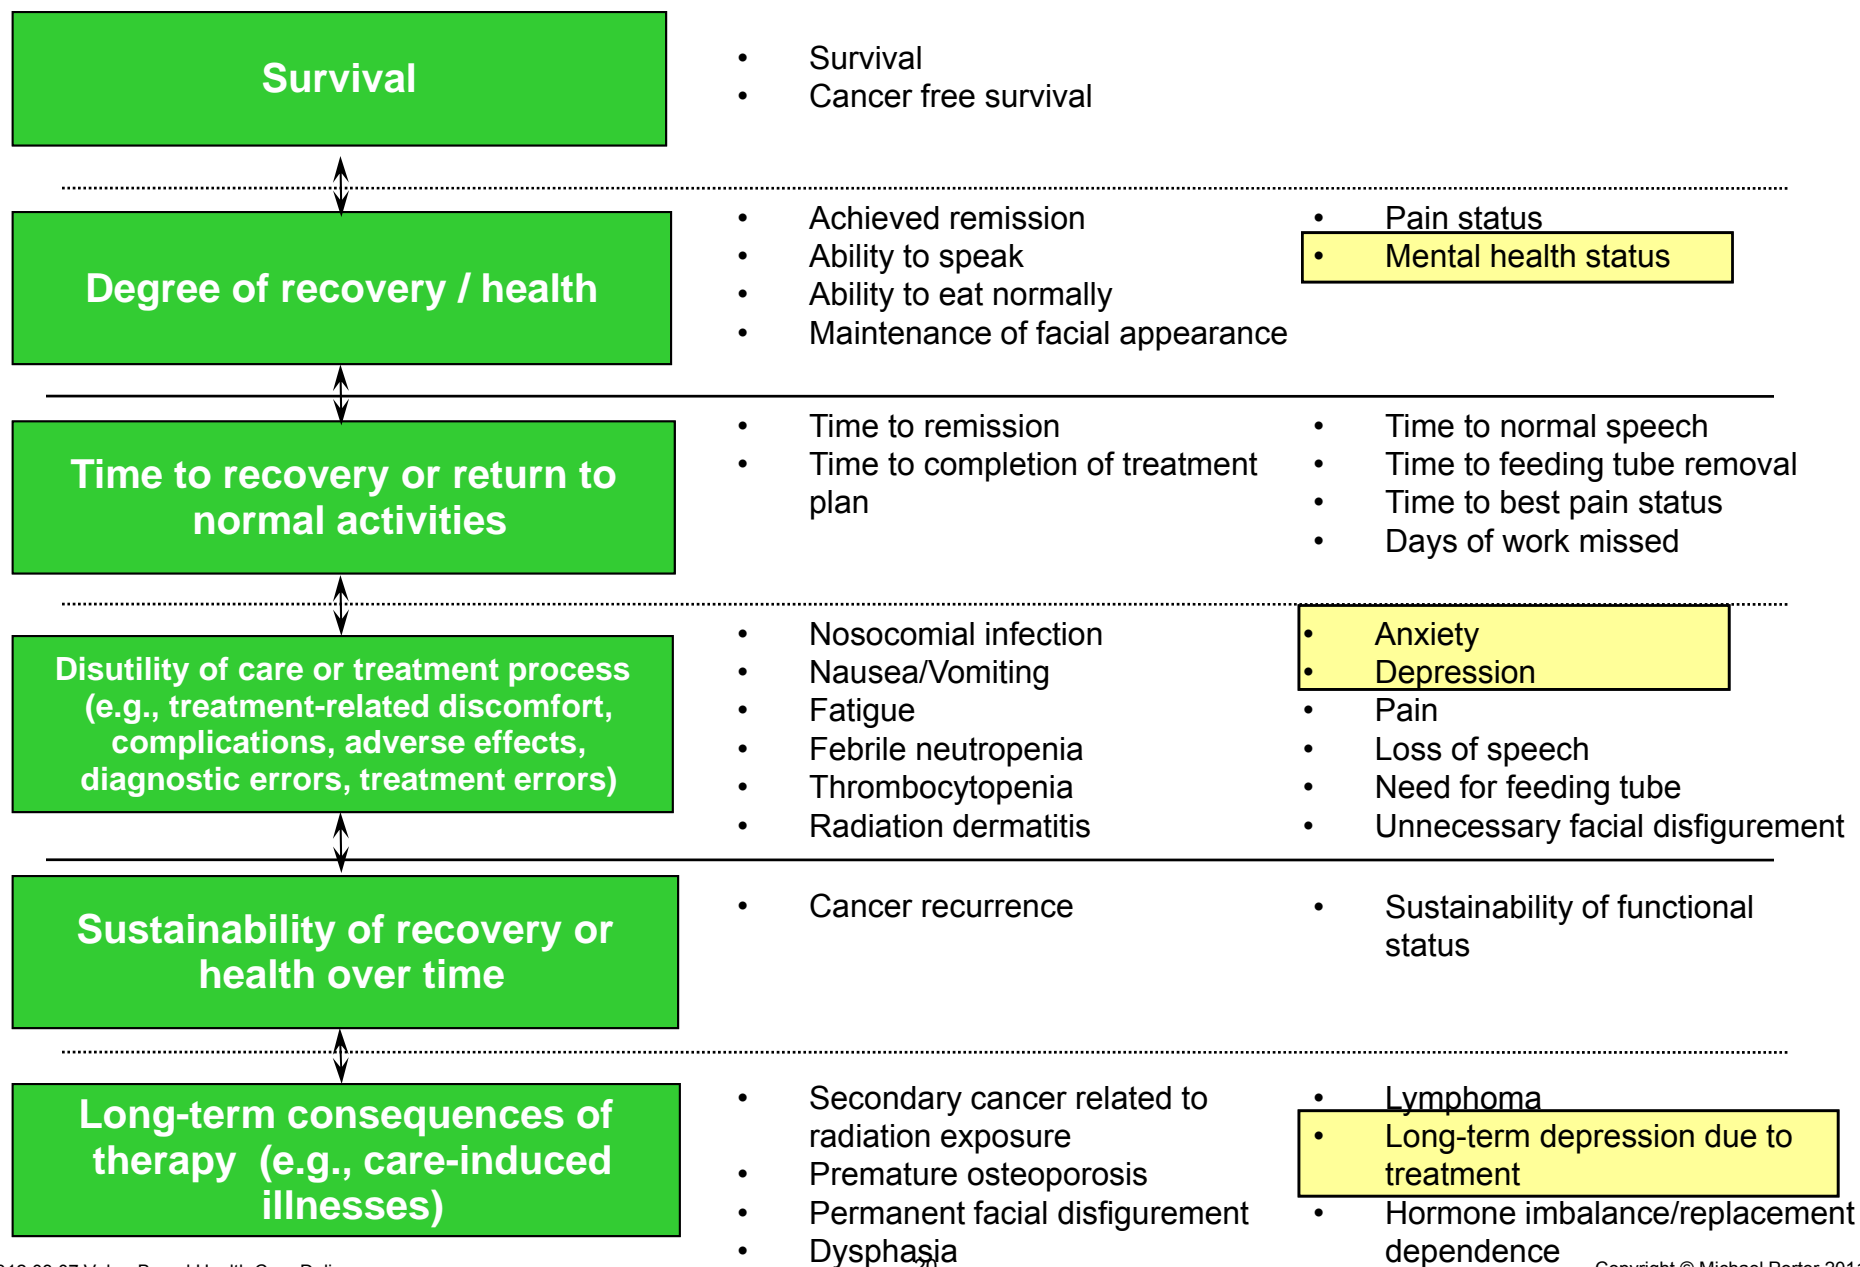 Survival
• Survival
• Cancer free survival
Degree of recovery / health
• Achieved remission
• Ability to speak
• Ability to eat normally
• Maintenance of facial appearance
• Pain status
• Mental health status
Time to recovery or return to
normal activities
• Time to remission
• Time to completion of treatment
plan
• Time to normal speech
• Time to feeding tube removal
• Time to best pain status
• Days of work missed
Disutility of care or treatment process
(e.g., treatment-related discomfort,
complications, adverse effects,
diagnostic errors, treatment errors)
• Nosocomial infection
• Nausea/Vomiting
• Fatigue
• Febrile neutropenia
• Thrombocytopenia
• Radiation dermatitis
• Anxiety
• Depression
• Pain
• Loss of speech
• Need for feeding tube
• Unnecessary facial disfigurement
Sustainability of recovery or
health over time
• Cancer recurrence
• Sustainability of functional
status
Long-term consequences of
therapy (e.g., care-induced
illnesses)
• Secondary cancer related to
radiation exposure
• Premature osteoporosis
• Permanent facial disfigurement
• Dysphasia
• Lymphoma
• Long-term depression due to
treatment
• Hormone imbalance/replacement
dependence
Copyright © Michael Porter